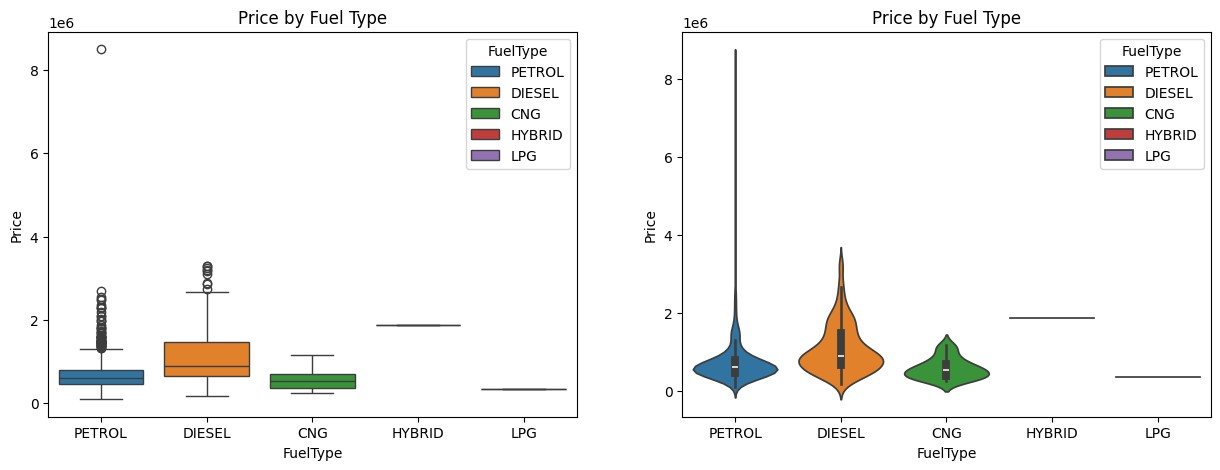 Price by Fuel Type
1e6
FuelType
PETROL
DIESEL
CNG
HYBRID
LPG
8
6
4
2
0
Price
PETROL DIESEL CNG HYBRID LPG
FuelType
Price by Fuel Type
1e6
FuelType
PETROL
DIESEL
CNG
HYBRID
LPG
8
6
4
2
0
Price
PETROL DIESEL CNG HYBRID LPG
FuelType